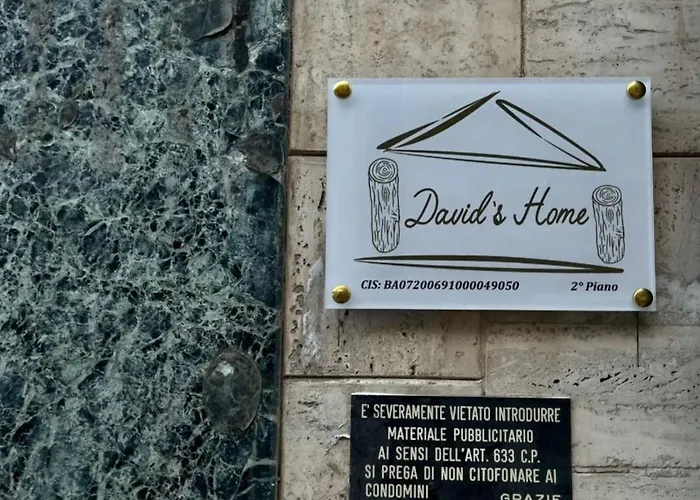 David's Home
CIS: BA07200691000049050 2° Piano
E' SEVERAMENTE VIETATO INTRODURRE
MATERIALE PUBBLICITARIO
AI SENSI DELL'ART. 633 C.P.
SI PREGA DI NON CITOFONARE AI
CONDOMINI GRAZIE